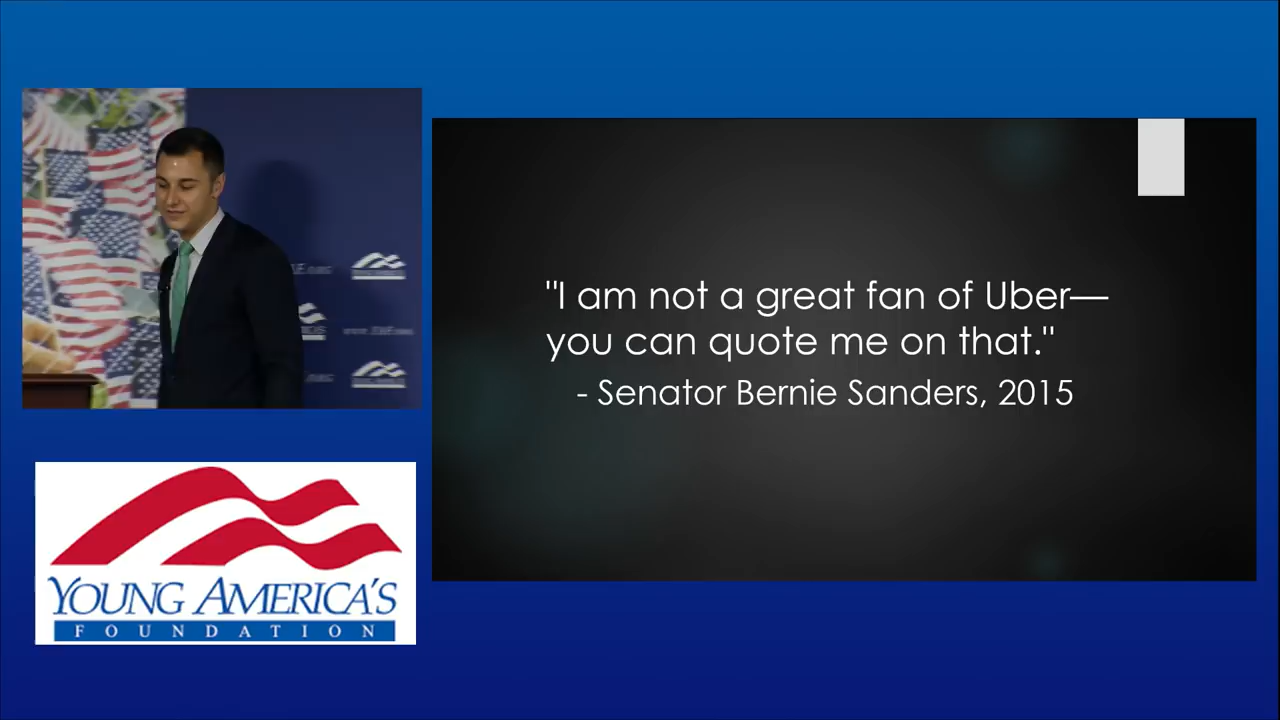 "I am not a great fan of Uber—
you can quote me on that."
- Senator Bernie Sanders, 2015
YOUNG AMERICA'S
FOUNDATION